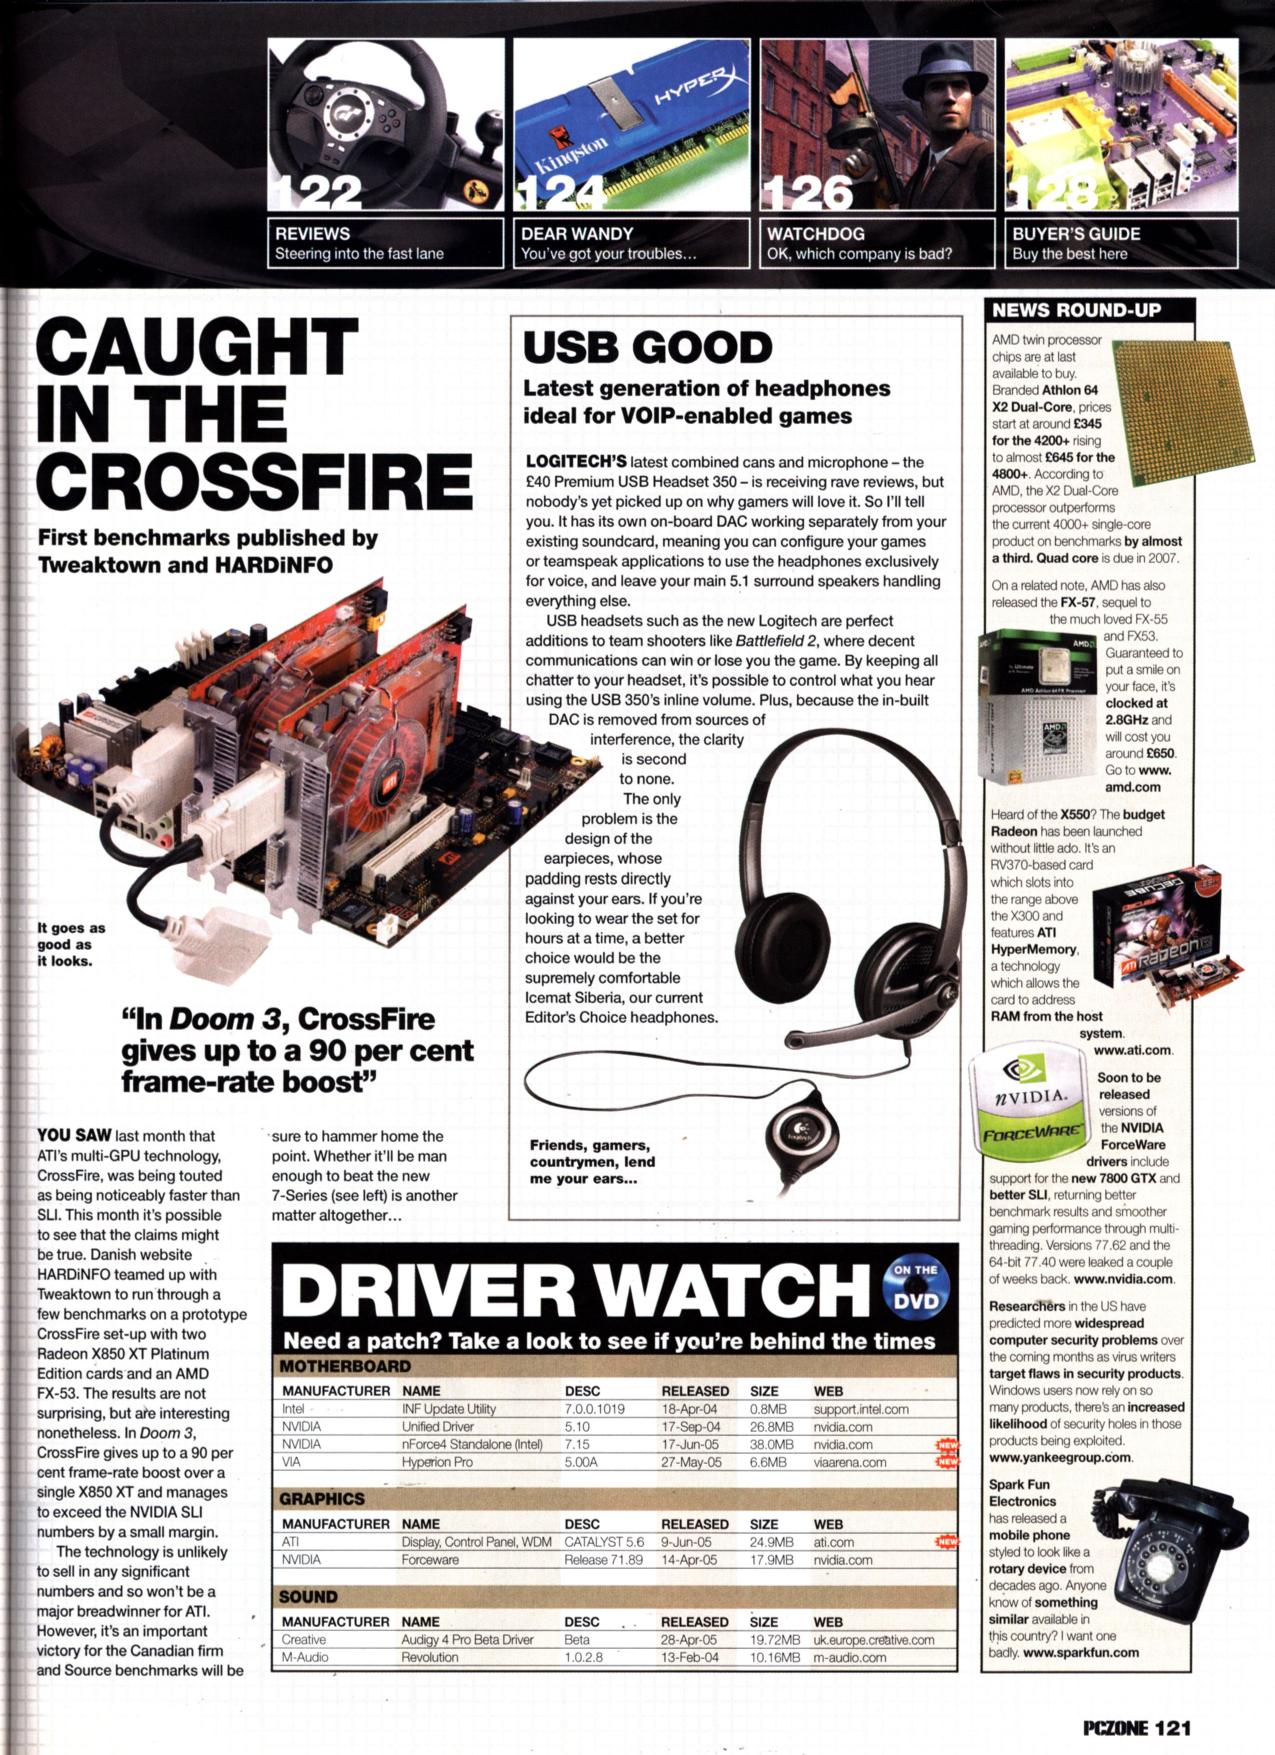 HYPERX
Kingston
122
124
126
128
REVIEWS
Steering into the fast lane
DEAR WANDY
You've got your troubles...
WATCHDOG
OK, which company is bad?
BUYER'S GUIDE
Buy the best here
CAUGHT
IN THE
CROSSFIRE
First benchmarks published by
Tweaktown and HARDiNFO
ATI
It goes as
good as
it looks.
“In Doom 3, CrossFire
gives up to a 90 per cent
frame-rate boost”
YOU SAW last month that
ATI's multi-GPU technology,
CrossFire, was being touted
as being noticeably faster than
SLI. This month it's possible
to see that the claims might
be true. Danish website
HARDiNFO teamed up with
Tweaktown to run through a
few benchmarks on a prototype
CrossFire set-up with two
Radeon X850 XT Platinum
Edition cards and an AMD
FX-53. The results are not
surprising, but are interesting
nonetheless. In Doom 3,
CrossFire gives up to a 90 per
cent frame-rate boost over a
single X850 XT and manages
to exceed the NVIDIA SLI
numbers by a small margin.
The technology is unlikely
to sell in any significant
numbers and so won't be a
major breadwinner for ATI.
However, it's an important
victory for the Canadian firm
and Source benchmarks will be
sure to hammer home the
point. Whether it'll be man
enough to beat the new
7-Series (see left) is another
matter altogether...
USB GOOD
Latest generation of headphones
ideal for VOIP-enabled games
LOGITECH'S latest combined cans and microphone – the
£40 Premium USB Headset 350 – is receiving rave reviews, but
nobody's yet picked up on why gamers will love it. So I'll tell
you. It has its own on-board DAC working separately from your
existing soundcard, meaning you can configure your games
or teamspeak applications to use the headphones exclusively
for voice, and leave your main 5.1 surround speakers handling
everything else.
USB headsets such as the new Logitech are perfect
additions to team shooters like Battlefield 2, where decent
communications can win or lose you the game. By keeping all
chatter to your headset, it's possible to control what you hear
using the USB 350's inline volume. Plus, because the in-built
DAC is removed from sources of
interference, the clarity
is second
to none.
The only
problem is the
design of the
earpieces, whose
padding rests directly
against your ears. If you're
looking to wear the set for
hours at a time, a better
choice would be the
supremely comfortable
Icemat Siberia, our current
Editor's Choice headphones.
Logitech
Friends, gamers,
countrymen, lend
me your ears...
DRIVER WATCH
ON THE
DVD
Need a patch? Take a look to see if you're behind the times
MOTHERBOARD
MANUFACTURER NAME DESC RELEASED SIZE WEB
Intel INF Update Utility 7.0.0.1019 18-Apr-04 0.8MB support.intel.com
NVIDIA Unified Driver 5.10 17-Sep-04 26.8MB nvidia.com
NVIDIA nForce4 Standalone (Intel) 7.15 17-Jun-05 38.0MB nvidia.com NEW
VIA Hyperion Pro 5.00A 27-May-05 6.6MB viaarena.com NEW
GRAPHICS
MANUFACTURER NAME DESC RELEASED SIZE WEB
ATI Display, Control Panel, WDM CATALYST 5.6 9-Jun-05 24.9MB ati.com NEW
NVIDIA Forceware Release 71.89 14-Apr-05 17.9MB nvidia.com
SOUND
MANUFACTURER NAME DESC RELEASED SIZE WEB
Creative Audigy 4 Pro Beta Driver Beta 28-Apr-05 19.72MB uk.europe.creative.com
M-Audio Revolution 1.0.2.8 13-Feb-04 10.16MB m-audio.com
NEWS ROUND-UP
AMD twin processor
chips are at last
available to buy.
Branded Athlon 64
X2 Dual-Core, prices
start at around £345
for the 4200+ rising
to almost £645 for the
4800+. According to
AMD, the X2 Dual-Core
processor outperforms
the current 4000+ single-core
product on benchmarks by almost
a third. Quad core is due in 2007.
On a related note, AMD has also
released the FX-57, sequel to
the much loved FX-55
and FX53.
Guaranteed to
put a smile on
your face, it's
clocked at
2.8GHz and
will cost you
around £650.
Go to www.
amd.com
AMD
AMD Athlon 64 FX Processor
AMD
Heard of the X550? The budget
Radeon has been launched
without little ado. It's an
RV370-based card
which slots into
the range above
the X300 and
features ATI
HyperMemory,
a technology
which allows the
card to address
RAM from the host
system.
www.ati.com.
ATI RADEON
nVIDIA.
FORCEWARE
Soon to be
released
versions of
the NVIDIA
ForceWare
drivers include
support for the new 7800 GTX and
better SLI, returning better
benchmark results and smoother
gaming performance through multi-
threading. Versions 77.62 and the
64-bit 77.40 were leaked a couple
of weeks back. www.nvidia.com.
Researchers in the US have
predicted more widespread
computer security problems over
the coming months as virus writers
target flaws in security products.
Windows users now rely on so
many products, there's an increased
likelihood of security holes in those
products being exploited.
www.yankeegroup.com.
Spark Fun
Electronics
has released a
mobile phone
styled to look like a
rotary device from
decades ago. Anyone
know of something
similar available in
this country? I want one
badly. www.sparkfun.com
PCZONE 121